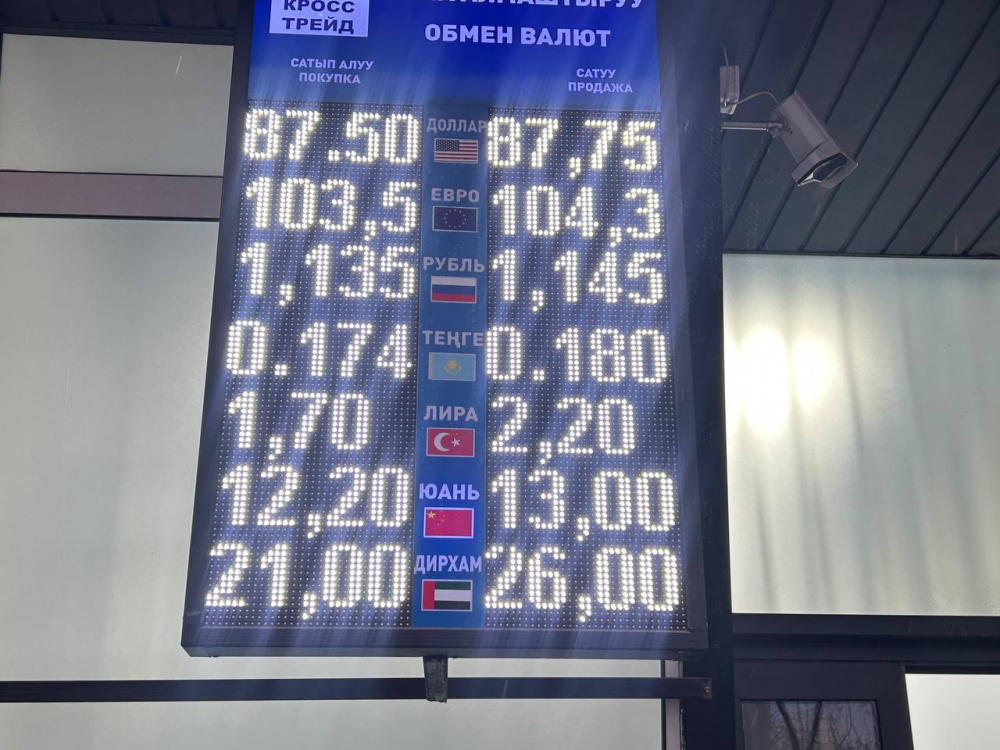 КРОСС
ТРЕЙД
ОБМЕН ВАЛЮТ
САТЫП АЛУУ
ПОКУПКА
САТУУ
ПРОДАЖА
87.50 ДОЛЛАР 87,75
103,5 ЕВРО 104,3
1,135 РУБЛЬ 1,145
0.174 ТЕҢГЕ 0.180
1,70 ЛИРА 2,20
12,20 ЮАНЬ 13,00
21,00 ДИРХАМ 26,00